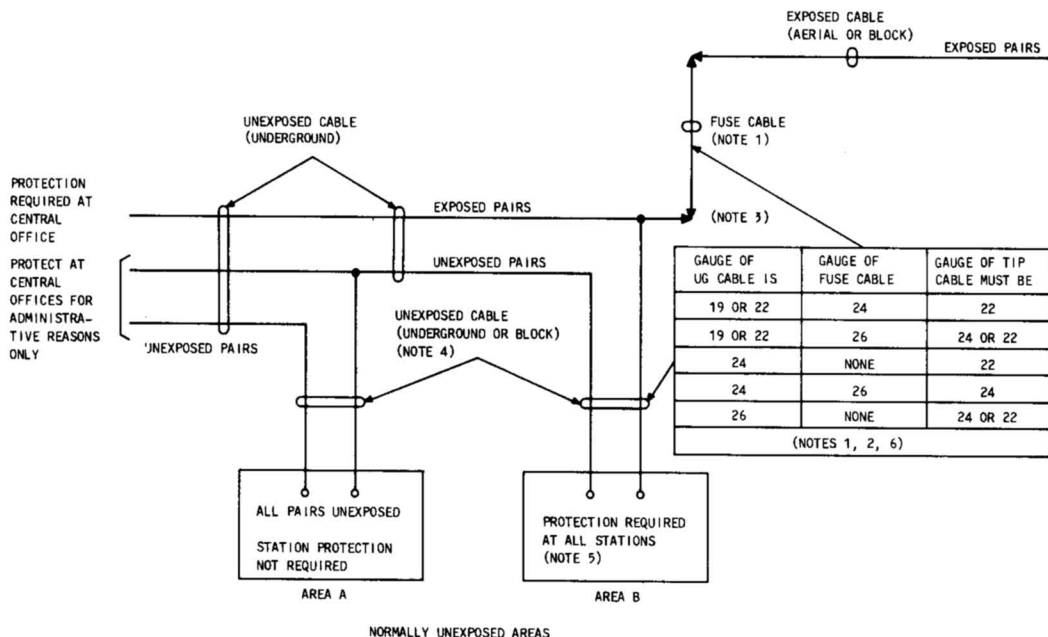 EXPOSED CABLE
(AERIAL OR BLOCK)
EXPOSED PAIRS
UNEXPOSED CABLE
(UNDERGROUND)
FUSE CABLE
(NOTE 1)
PROTECTION
REQUIRED AT
CENTRAL
OFFICE
EXPOSED PAIRS
(NOTE 3)
PROTECT AT
CENTRAL
OFFICES FOR
ADMINISTRA-
TIVE REASONS
ONLY
UNEXPOSED PAIRS
UNEXPOSED PAIRS
UNEXPOSED CABLE
(UNDERGROUND OR BLOCK)
(NOTE 4)
GAUGE OF UG CABLE IS GAUGE OF FUSE CABLE GAUGE OF TIP CABLE MUST BE
19 OR 22 24 22
19 OR 22 26 24 OR 22
24 NONE 22
24 26 24
26 NONE 24 OR 22
(NOTES 1, 2, 6)
ALL PAIRS UNEXPOSED
STATION PROTECTION
NOT REQUIRED
AREA A
PROTECTION REQUIRED
AT ALL STATIONS
(NOTE 5)
AREA B
NORMALLY UNEXPOSED AREAS